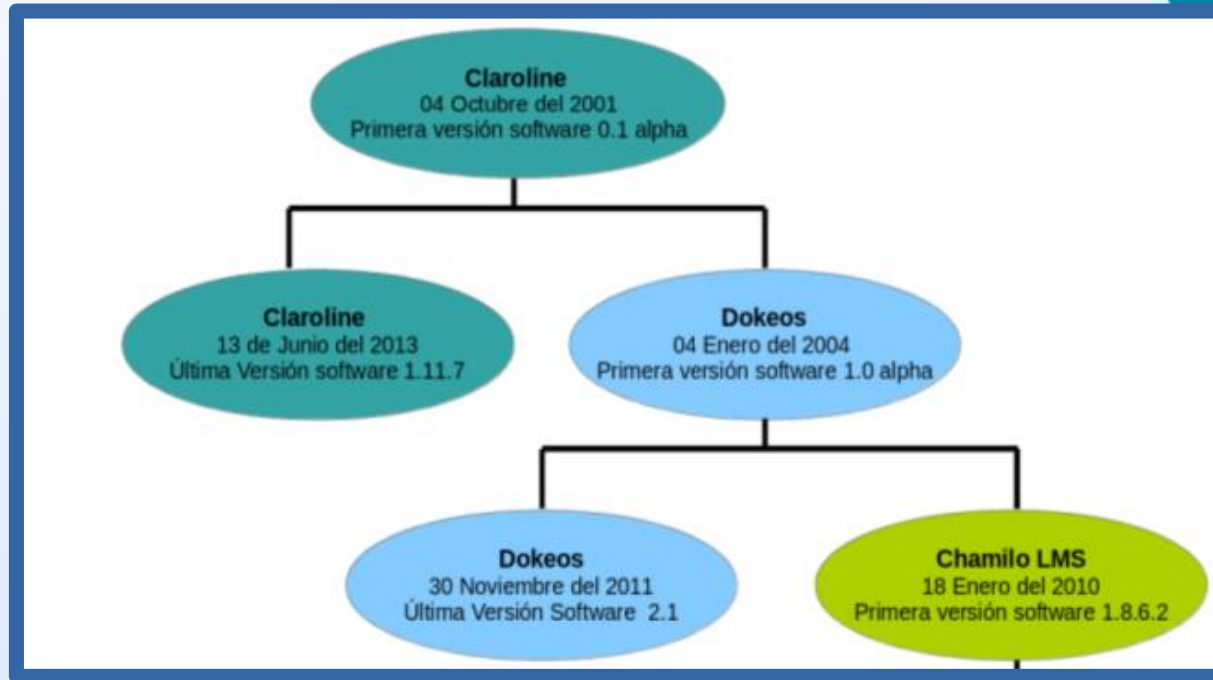 Claroline
04 Octubre del 2001
Primera versión software 0.1 alpha
Claroline
13 de Junio del 2013
Última Versión software 1.11.7
Dokeos
04 Enero del 2004
Primera versión software 1.0 alpha
Dokeos
30 Noviembre del 2011
Última Versión Software 2.1
Chamilo LMS
18 Enero del 2010
Primera versión software 1.8.6.2